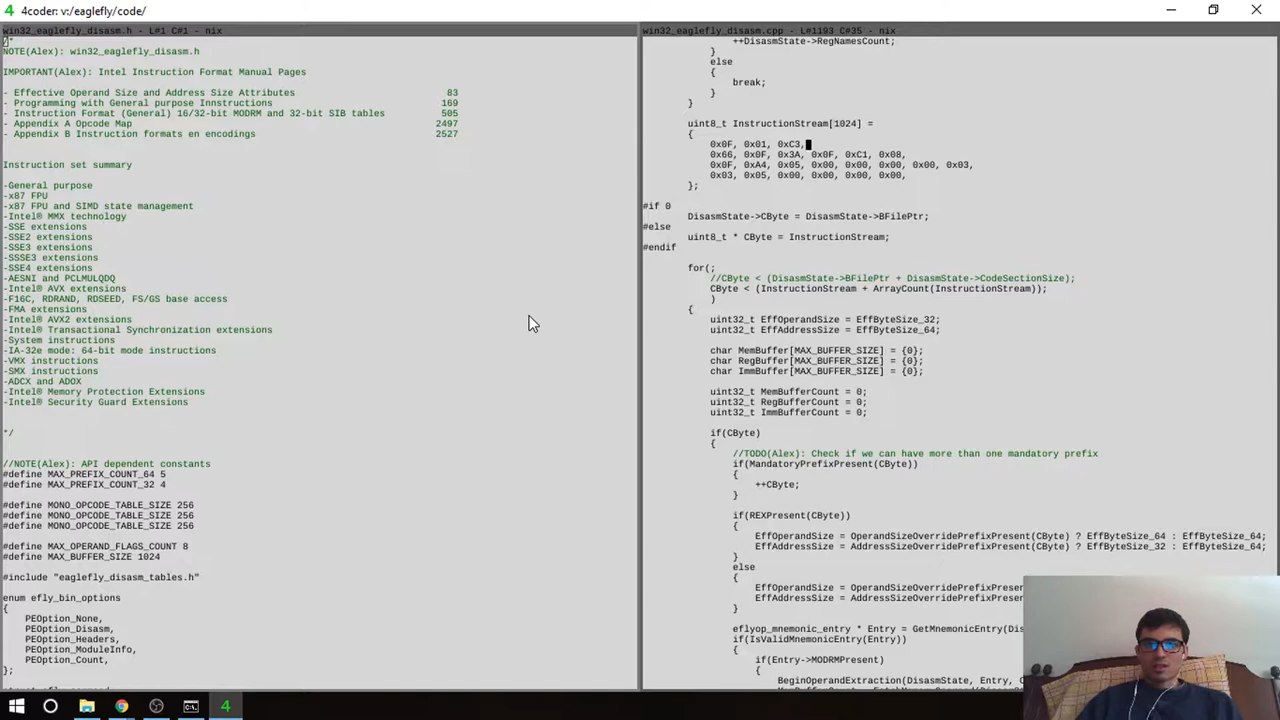 4coder: v:/eaglefly/code/
win32_eaglefly_disasm.h - L#1 C#1 - nix
/*
NOTE(Alex): win32_eaglefly_disasm.h
IMPORTANT(Alex): Intel Instruction Format Manual Pages
- Effective Operand Size and Address Size Attributes 83
- Programming with General purpose Innstructions 169
- Instruction Format (General) 16/32-bit MODRM and 32-bit SIB tables 505
- Appendix A Opcode Map 2497
- Appendix B Instruction formats en encodings 2527
Instruction set summary
-General purpose
-x87 FPU
-x87 FPU and SIMD state management
-Intel® MMX technology
-SSE extensions
-SSE2 extensions
-SSE3 extensions
-SSSE3 extensions
-SSE4 extensions
-AESNI and PCLMULQDQ
-Intel® AVX extensions
-F16C, RDRAND, RDSEED, FS/GS base access
-FMA extensions
-Intel® AVX2 extensions
-Intel® Transactional Synchronization extensions
-System instructions
-IA-32e mode: 64-bit mode instructions
-VMX instructions
-SMX instructions
-ADCX and ADOX
-Intel® Memory Protection Extensions
-Intel® Security Guard Extensions
*/
//NOTE(Alex): API dependent constants
#define MAX_PREFIX_COUNT_64 5
#define MAX_PREFIX_COUNT_32 4
#define MONO_OPCODE_TABLE_SIZE 256
#define MONO_OPCODE_TABLE_SIZE 256
#define MONO_OPCODE_TABLE_SIZE 256
#define MAX_OPERAND_FLAGS_COUNT 8
#define MAX_BUFFER_SIZE 1024
#include "eaglefly_disasm_tables.h"
enum efly_bin_options
{
PEOption_None,
PEOption_Disasm,
PEOption_Headers,
PEOption_ModuleInfo,
PEOption_Count,
};
win32_eaglefly_disasm.cpp - L#1193 C#35 - nix
++DisasmState->RegNamesCount;
}
else
{
break;
}
}
uint8_t InstructionStream[1024] =
{
0x0F, 0x01, 0xC3,
0x66, 0x0F, 0x3A, 0x0F, 0xC1, 0x08,
0x0F, 0xA4, 0x05, 0x00, 0x00, 0x00, 0x00, 0x03,
0x03, 0x05, 0x00, 0x00, 0x00, 0x00,
};
#if 0
DisasmState->CByte = DisasmState->BFilePtr;
#else
uint8_t * CByte = InstructionStream;
#endif
for(;
//CByte < (DisasmState->BFilePtr + DisasmState->CodeSectionSize);
CByte < (InstructionStream + ArrayCount(InstructionStream));
)
{
uint32_t EffOperandSize = EffByteSize_32;
uint32_t EffAddressSize = EffByteSize_64;
char MemBuffer[MAX_BUFFER_SIZE] = {0};
char RegBuffer[MAX_BUFFER_SIZE] = {0};
char ImmBuffer[MAX_BUFFER_SIZE] = {0};
uint32_t MemBufferCount = 0;
uint32_t RegBufferCount = 0;
uint32_t ImmBufferCount = 0;
if(CByte)
{
//TODO(Alex): Check if we can have more than one mandatory prefix
if(MandatoryPrefixPresent(CByte))
{
++CByte;
}
if(REXPresent(CByte))
{
EffOperandSize = OperandSizeOverridePrefixPresent(CByte) ? EffByteSize_64 : EffByteSize_64;
EffAddressSize = AddressSizeOverridePrefixPresent(CByte) ? EffByteSize_32 : EffByteSize_64;
}
else
{
EffOperandSize = OperandSizeOverridePrefixPresen
EffAddressSize = AddressSizeOverridePrefixPresen
}
eflyop_mnemonic_entry * Entry = GetMnemonicEntry(Dis
if(IsValidMnemonicEntry(Entry))
{
if(Entry->MODRMPresent)
{
BeginOperandExtraction(DisasmState, Entry, C
4